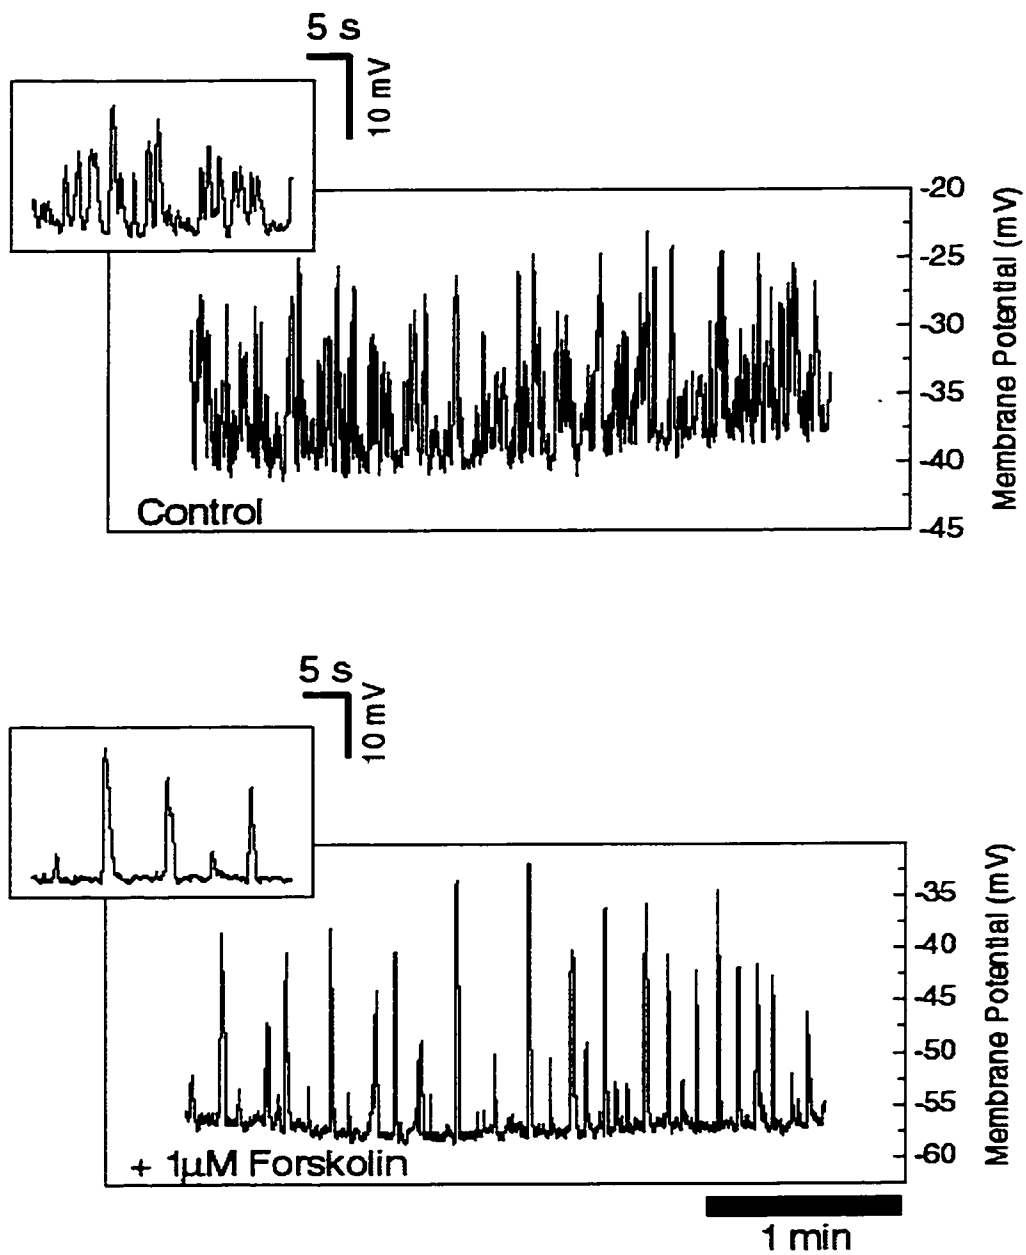 5 s
10 mV
-20
-25
-30
-35
-40
-45
Membrane Potential (mV)
Control
5 s
10 mV
-35
-40
-45
-50
-55
-60
Membrane Potential (mV)
+ 1µM Forskolin
1 min